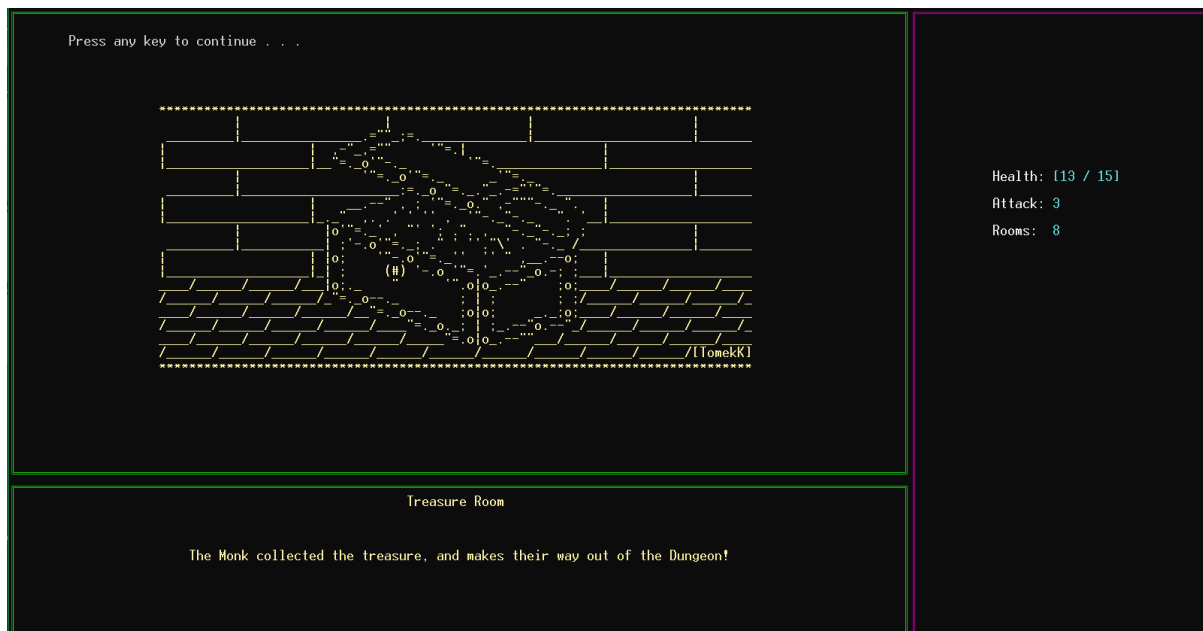 Press any key to continue . . .
[TomekK]
Health: [13 / 15]
Attack: 3
Rooms: 8
Treasure Room
The Monk collected the treasure, and makes their way out of the Dungeon!